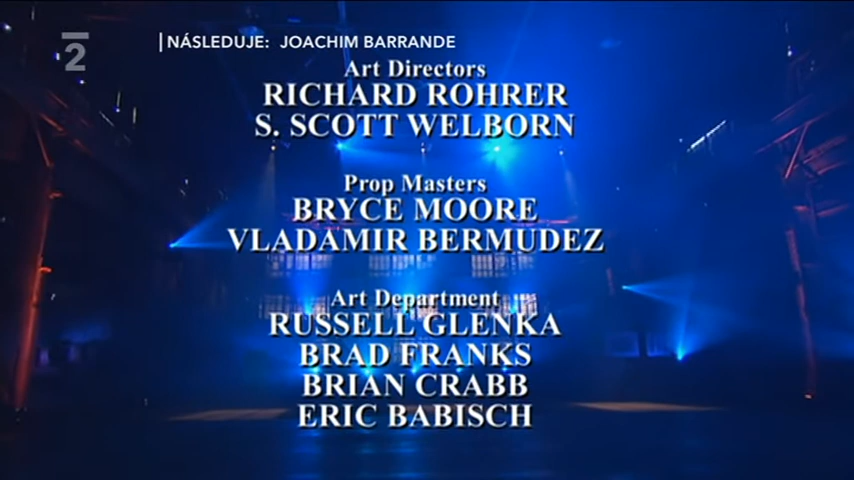 2
NÁSLEDUJE: JOACHIM BARRANDE
Art Directors
RICHARD ROHRER
S. SCOTT WELBORN
Prop Masters
BRYCE MOORE
VLADAMIR BERMUDEZ
Art Department
RUSSELL GLENKA
BRAD FRANKS
BRIAN CRABB
ERIC BABISCH